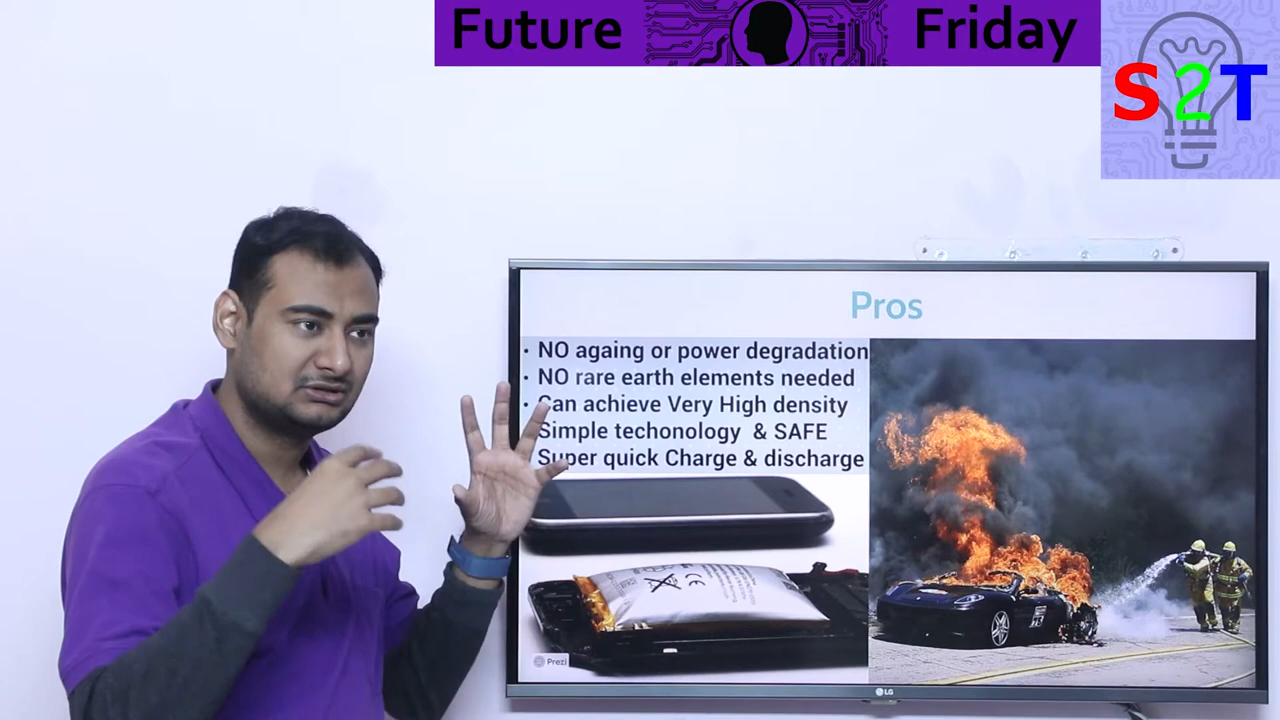 Future Friday
S2T
Pros
• NO againg or power degradation
• NO rare earth elements needed
• Can achieve Very High density
Simple techonology & SAFE
Super quick Charge & discharge
CE
Prezi
LG